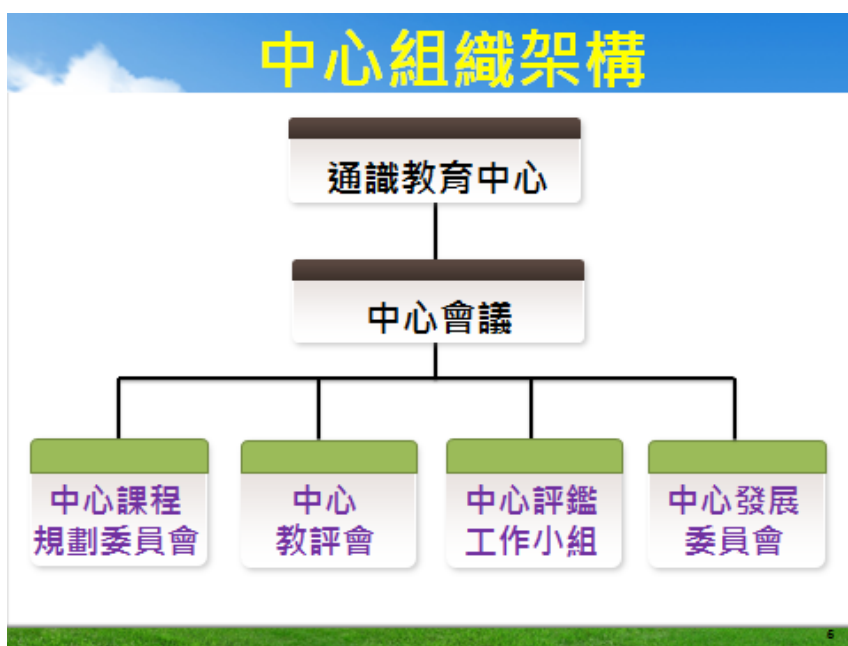 中心組織架構
通識教育中心
中心會議
中心課程
規劃委員會
中心
教評會
中心評鑑
工作小組
中心發展
委員會
6